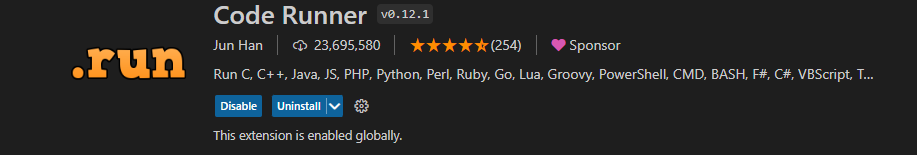 Code Runner v0.12.1
.run
Jun Han 23,695,580 (254) Sponsor
Run C, C++, Java, JS, PHP, Python, Perl, Ruby, Go, Lua, Groovy, PowerShell, CMD, BASH, F#, C#, VBScript, T...
Disable Uninstall
This extension is enabled globally.